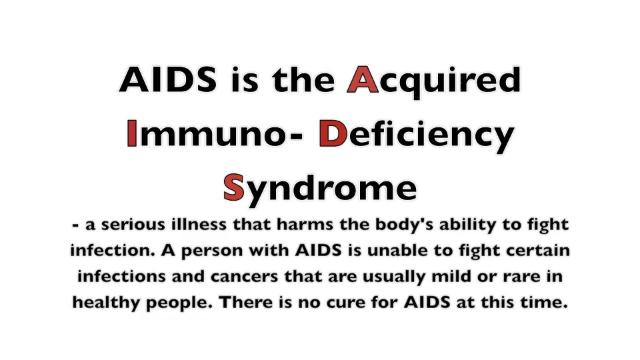 AIDS is the Acquired
Immuno- Deficiency
Syndrome
- a serious illness that harms the body's ability to fight
infection. A person with AIDS is unable to fight certain
infections and cancers that are usually mild or rare in
healthy people. There is no cure for AIDS at this time.